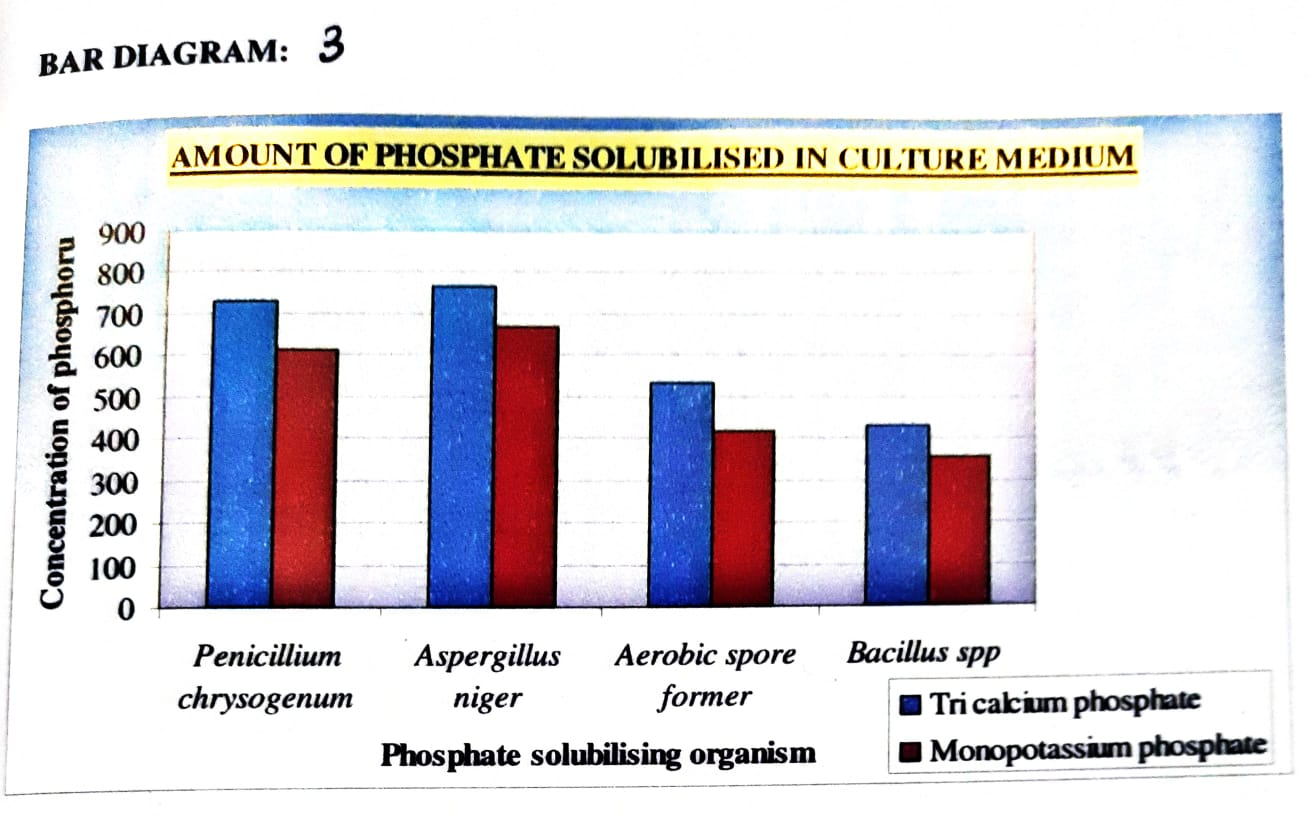 BAR DIAGRAM: 3
AMOUNT OF PHOSPHATE SOLUBILISED IN CULTURE MEDIUM
Concentration of phosphoru
900
800
700
600
500
400
300
200
100
0
Penicillium chrysogenum
Aspergillus niger
Aerobic spore former
Bacillus spp
Phosphate solubilising organism
Tri calcium phosphate
Monopotassium phosphate